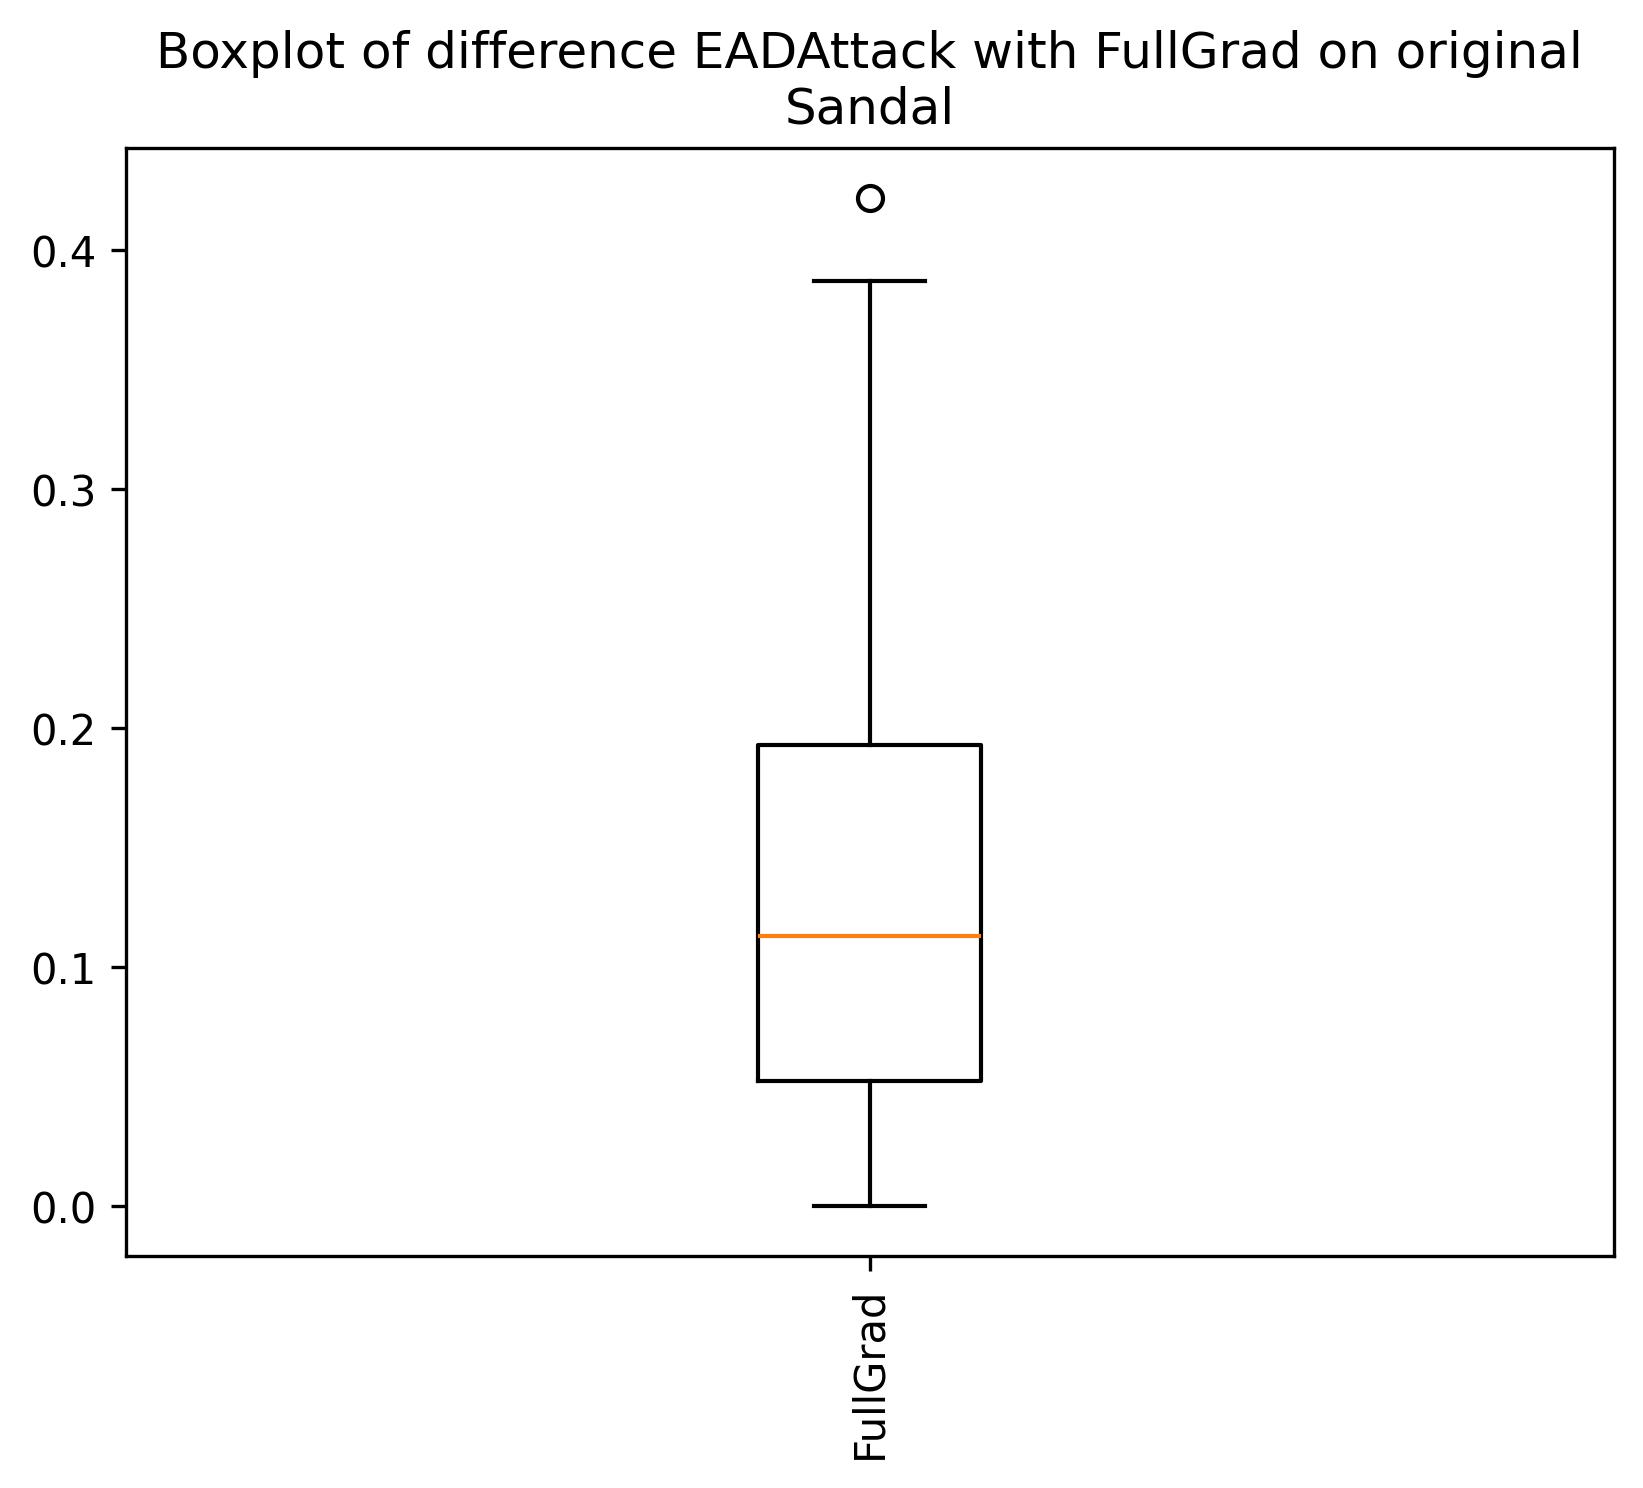 Boxplot of difference EADAttack with FullGrad on original
Sandal
0.4
0.3
0.2
0.1
0.0
FullGrad